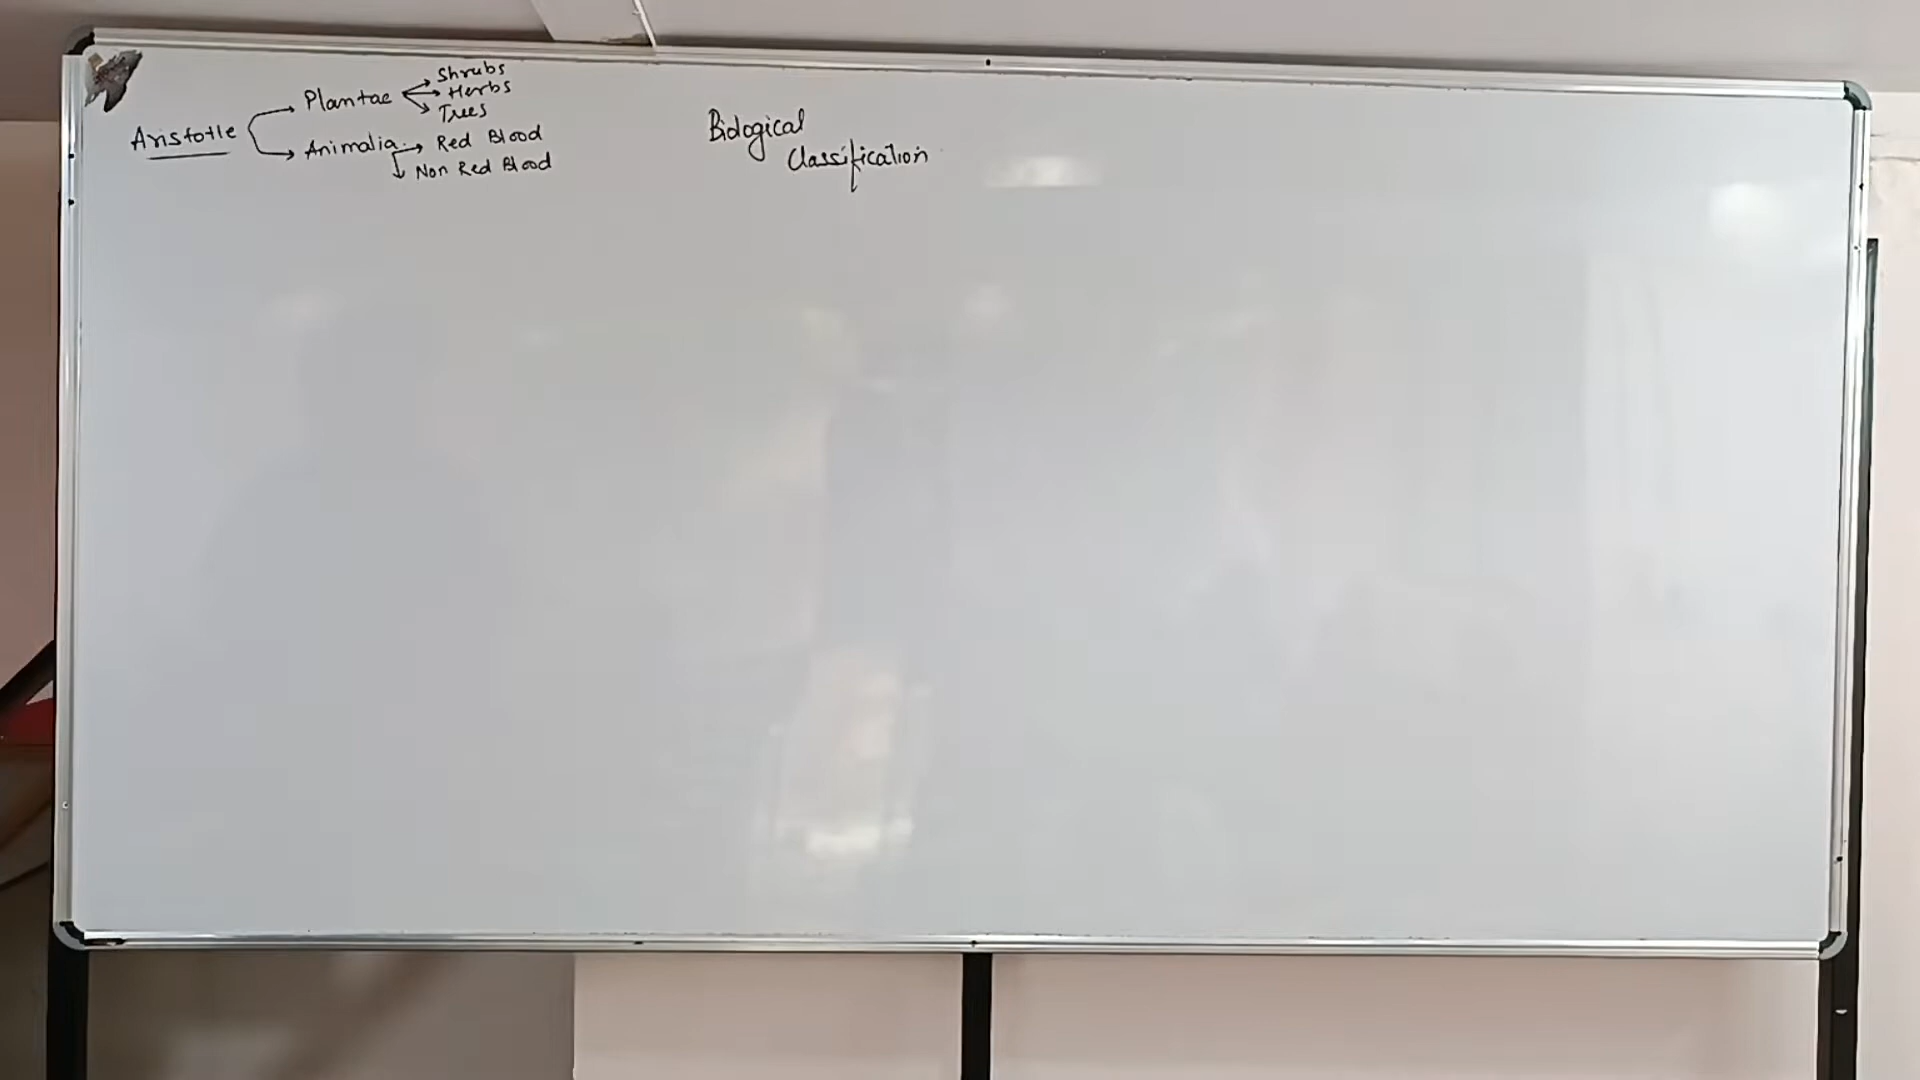 Shrubs
Plantae Herbs
Trees
Aristotle
Animalia Red Blood
Non Red Blood
Biological
Classification